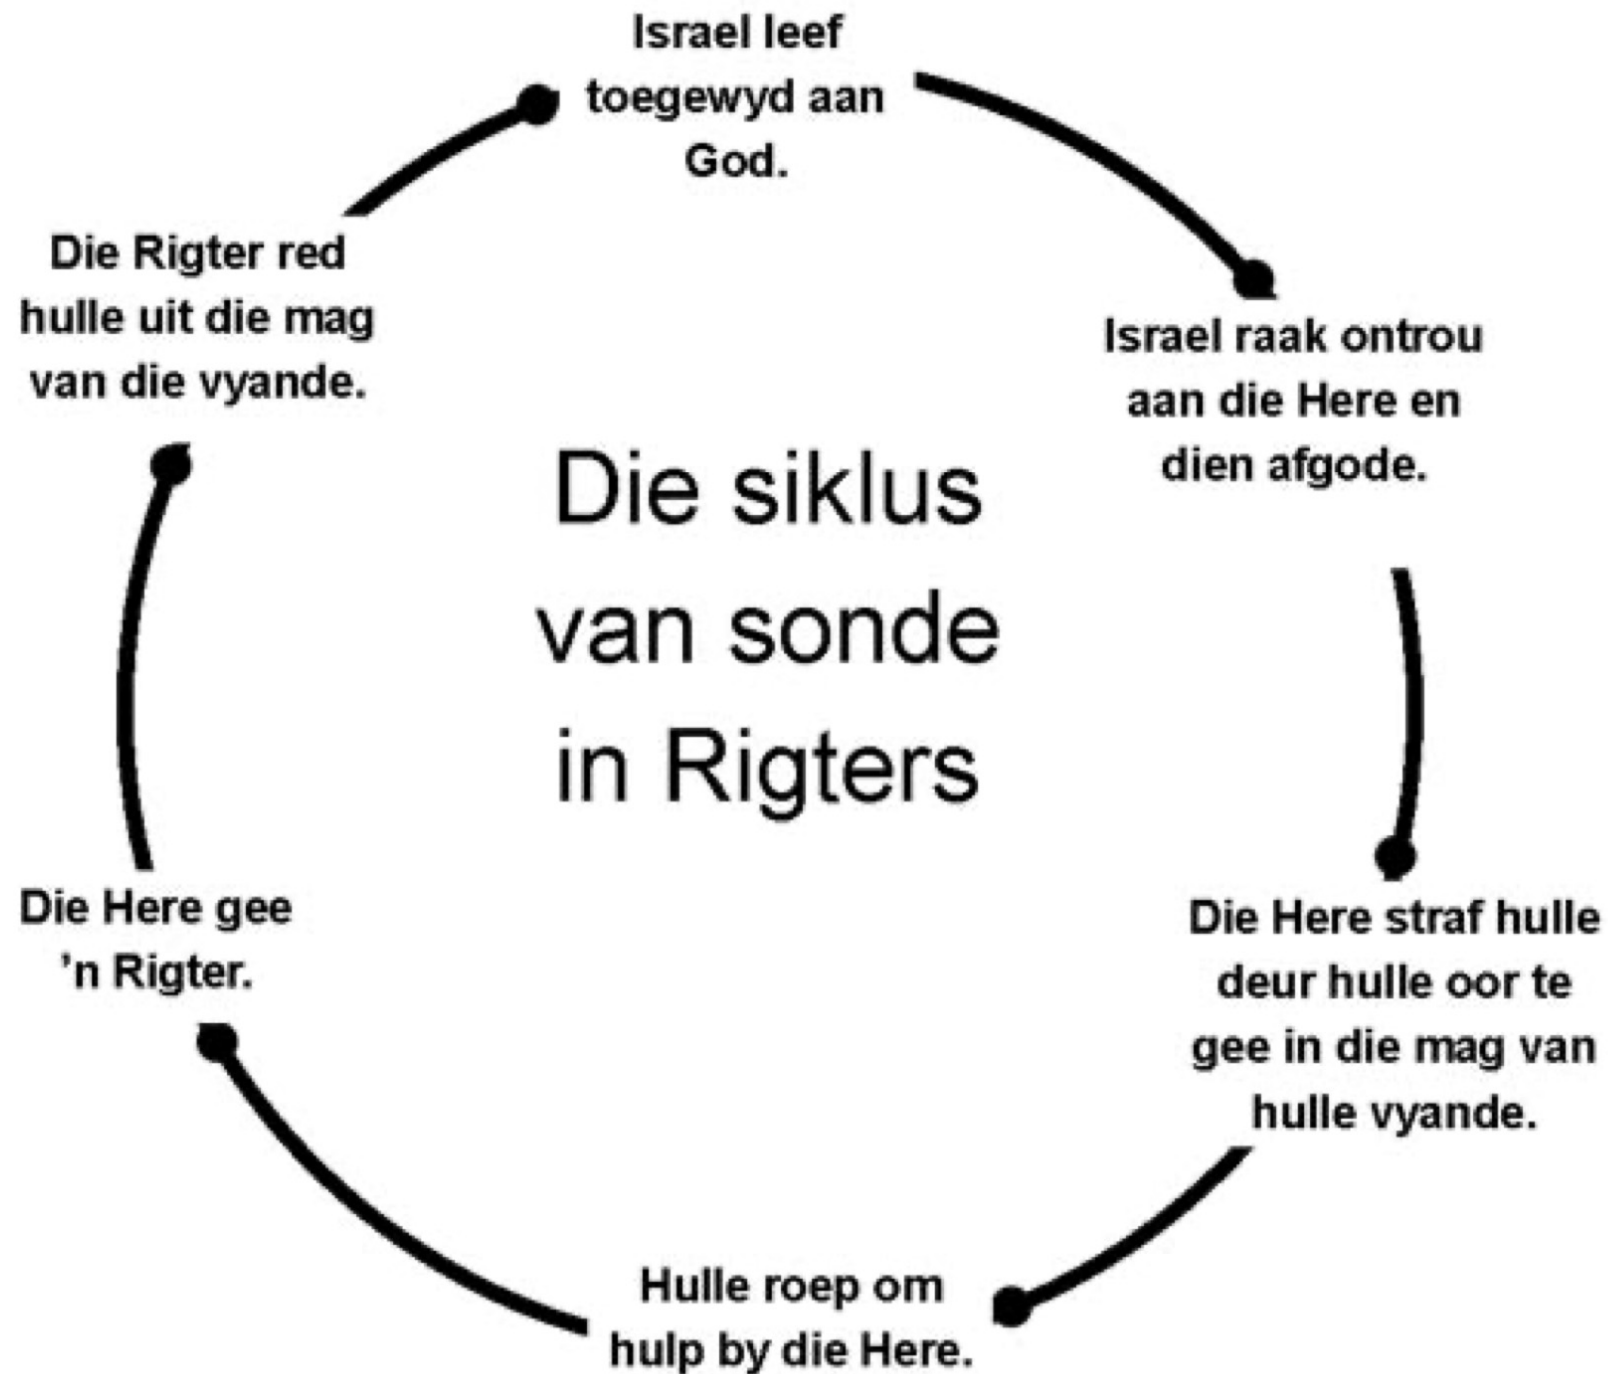 Israel leef
toegewyd aan
God.
Israel raak ontrou
aan die Here en
dien afgode.
Die Here straf hulle
deur hulle oor te
gee in die mag van
hulle vyande.
Hulle roep om
hulp by die Here.
Die Here gee
’n Rigter.
Die Rigter red
hulle uit die mag
van die vyande.
Die siklus
van sonde
in Rigters